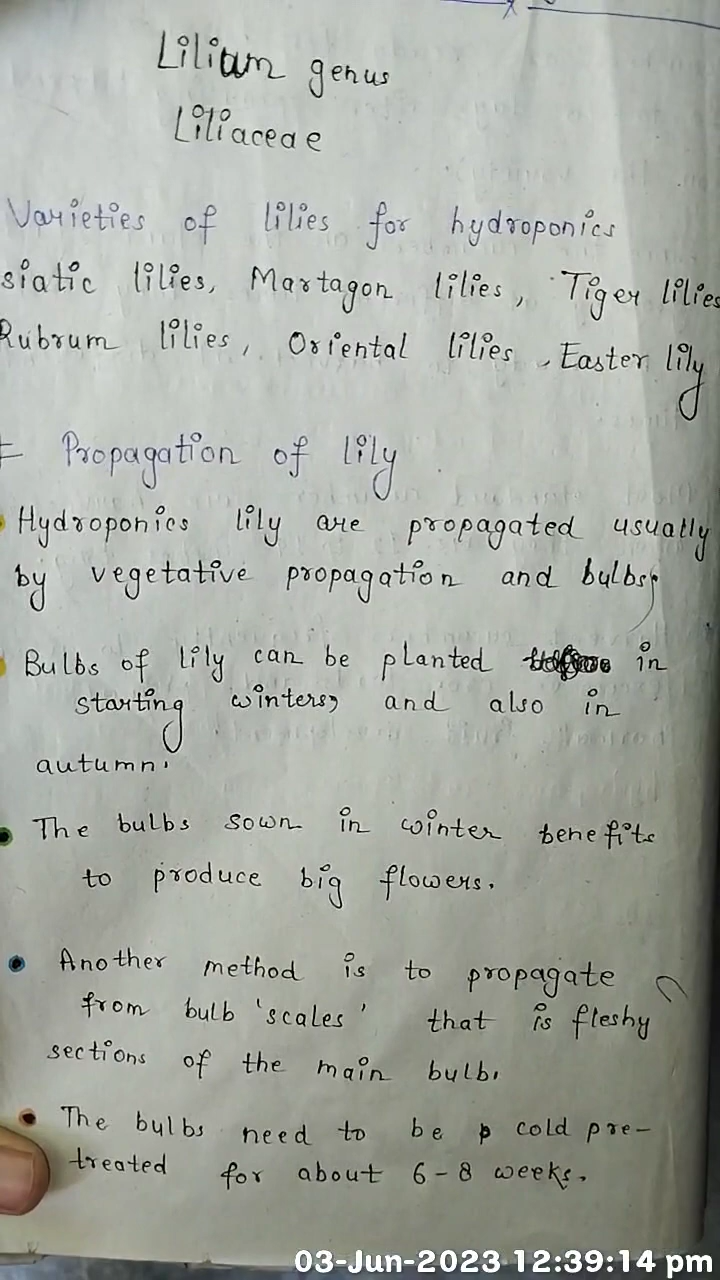 Lilium genus
Liliaceae
Varieties of lilies for hydroponics
siatic lilies, Martagon lilies, Tiger lilies
Rubrum lilies, Oriental lilies, Easter lily
Propagation of lily
Hydroponics lily are propagated usually
by vegetative propagation and bulbs,
Bulbs of lily can be planted in
starting winters, and also in
autumn.
The bulbs sown in winter benefits
to produce big flowers.
Another method is to propagate
from bulb 'scales' that is fleshy
sections of the main bulb.
The bulbs need to be cold pre-
treated for about 6-8 weeks.
03-Jun-2023 12:39:14 pm